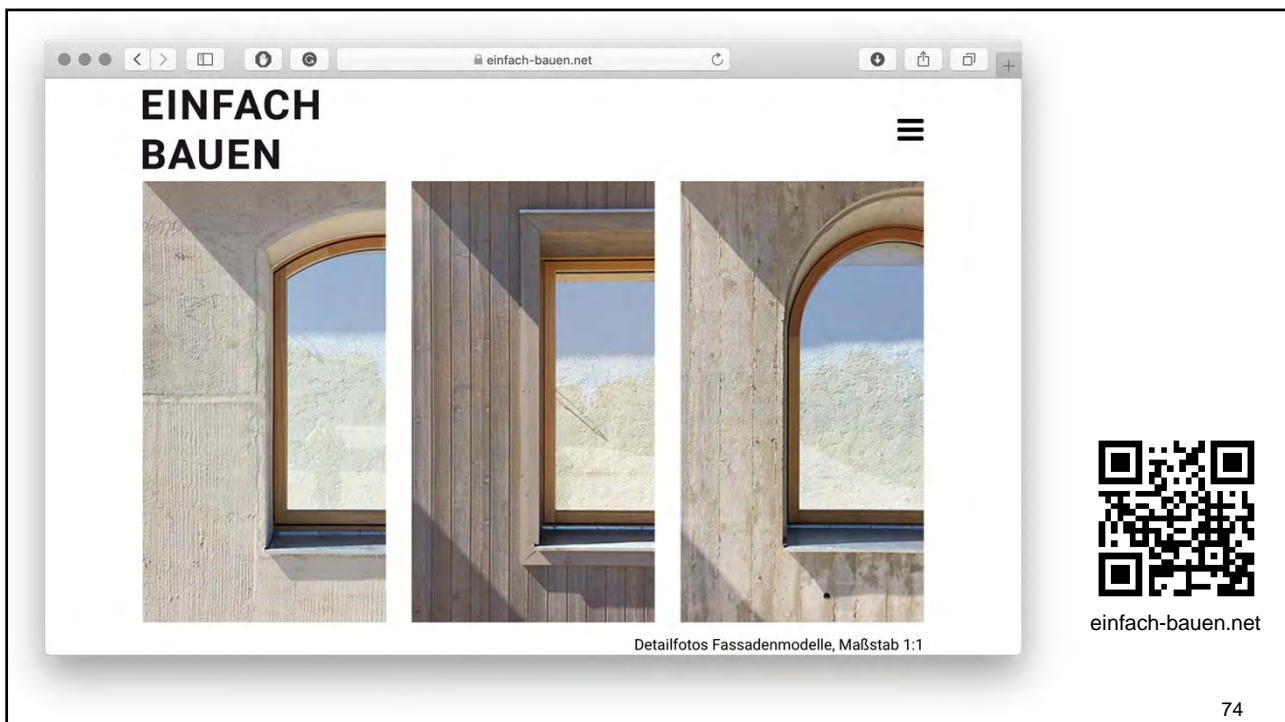 einfach-bauen.net
EINFACH
BAUEN
Detailfotos Fassadenmodelle, Maßstab 1:1
einfach-bauen.net
74